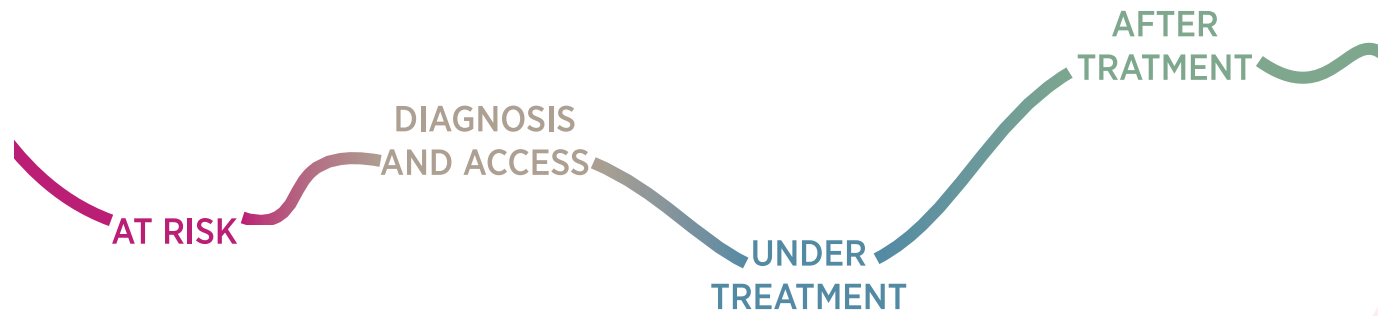 AT RISK
DIAGNOSIS
AND ACCESS
UNDER
TREATMENT
AFTER
TRATMENT